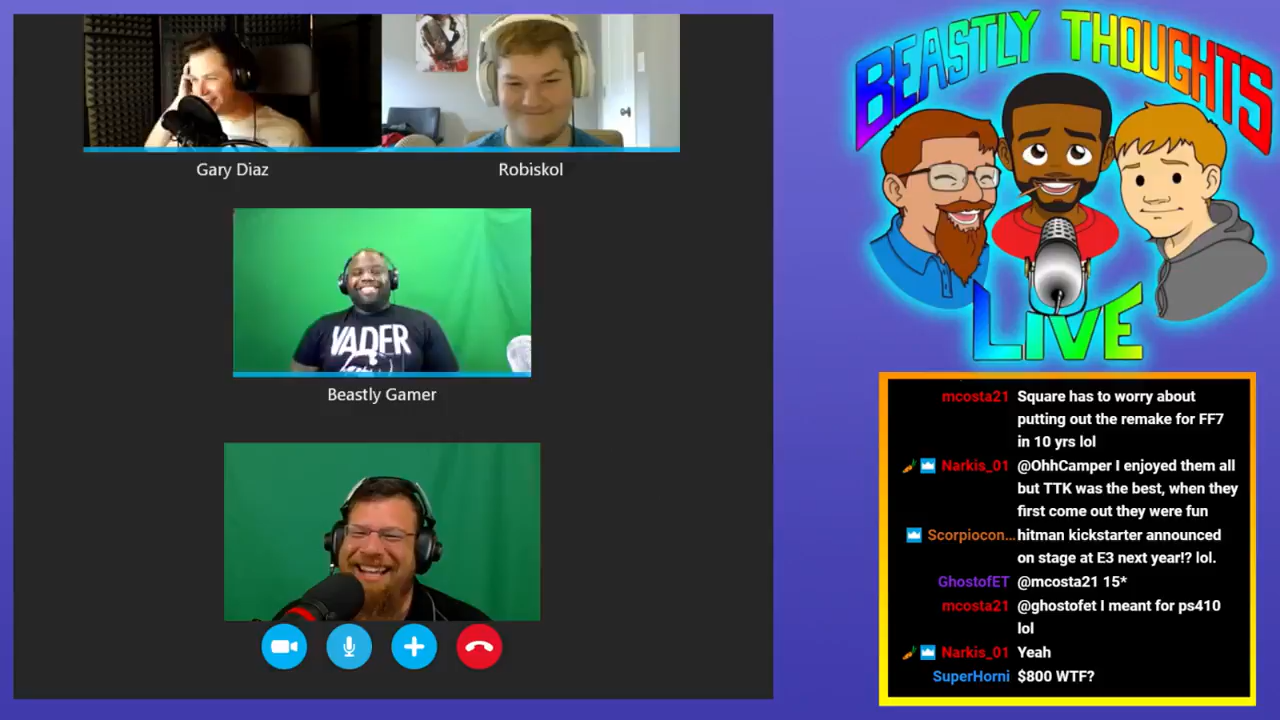 BEASTLY THOUGHTS
LIVE
Gary Diaz
Robiskol
VADER
Beastly Gamer
mcosta21 Square has to worry about
putting out the remake for FF7
in 10 yrs lol
Narkis_01 @OhhCamper I enjoyed them all
but TTK was the best, when they
first come out they were fun
Scorpiocon... hitman kickstarter announced
on stage at E3 next year!? lol.
GhostofET @mcosta21 15*
mcosta21 @ghostofet I meant for ps410
lol
Narkis_01 Yeah
SuperHorni $800 WTF?